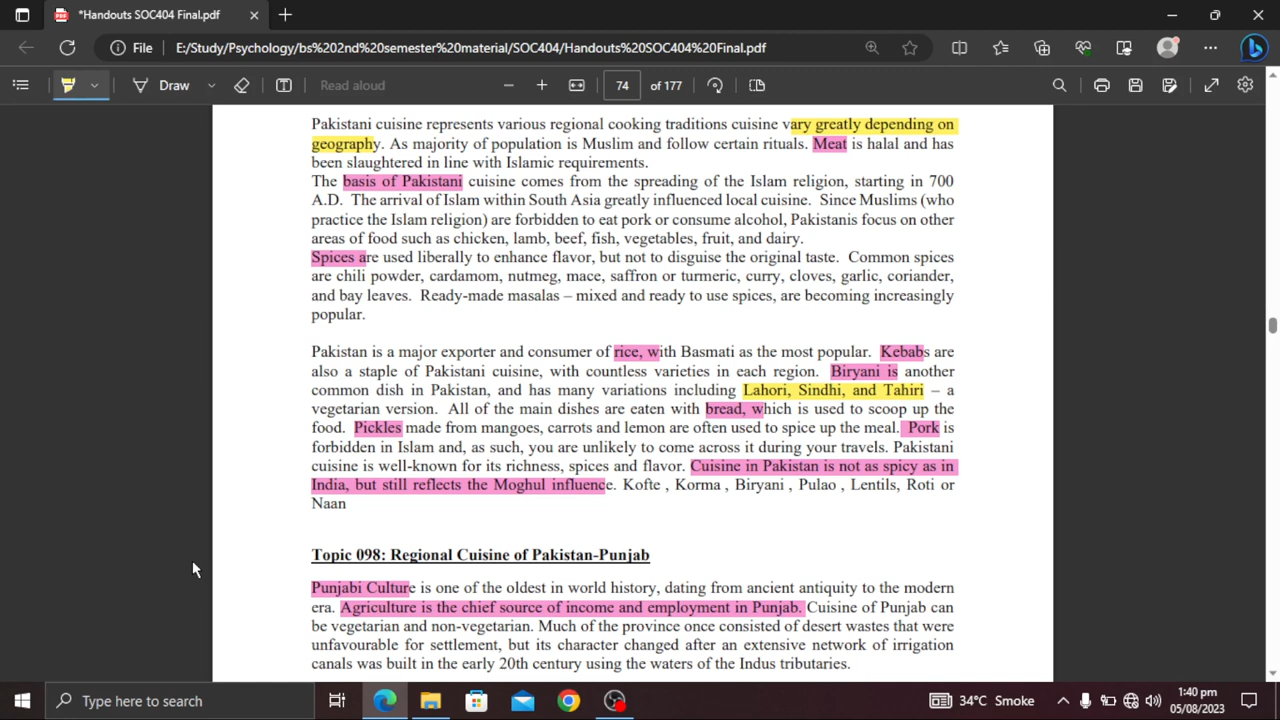 *Handouts SOC404 Final.pdf
File E:/Study/Psychology/bs%202nd%20semester%20material/SOC404/Handouts%20SOC404%20Final.pdf
Draw Read aloud 74 of 177
Pakistani cuisine represents various regional cooking traditions cuisine vary greatly depending on
geography. As majority of population is Muslim and follow certain rituals. Meat is halal and has
been slaughtered in line with Islamic requirements.
The basis of Pakistani cuisine comes from the spreading of the Islam religion, starting in 700
A.D. The arrival of Islam within South Asia greatly influenced local cuisine. Since Muslims (who
practice the Islam religion) are forbidden to eat pork or consume alcohol, Pakistanis focus on other
areas of food such as chicken, lamb, beef, fish, vegetables, fruit, and dairy.
Spices are used liberally to enhance flavor, but not to disguise the original taste. Common spices
are chili powder, cardamom, nutmeg, mace, saffron or turmeric, curry, cloves, garlic, coriander,
and bay leaves. Ready-made masalas – mixed and ready to use spices, are becoming increasingly
popular.
Pakistan is a major exporter and consumer of rice, with Basmati as the most popular. Kebabs are
also a staple of Pakistani cuisine, with countless varieties in each region. Biryani is another
common dish in Pakistan, and has many variations including Lahori, Sindhi, and Tahiri – a
vegetarian version. All of the main dishes are eaten with bread, which is used to scoop up the
food. Pickles made from mangoes, carrots and lemon are often used to spice up the meal. Pork is
forbidden in Islam and, as such, you are unlikely to come across it during your travels. Pakistani
cuisine is well-known for its richness, spices and flavor. Cuisine in Pakistan is not as spicy as in
India, but still reflects the Moghul influence. Kofte , Korma , Biryani , Pulao , Lentils, Roti or
Naan
Topic 098: Regional Cuisine of Pakistan-Punjab
Punjabi Culture is one of the oldest in world history, dating from ancient antiquity to the modern
era. Agriculture is the chief source of income and employment in Punjab. Cuisine of Punjab can
be vegetarian and non-vegetarian. Much of the province once consisted of desert wastes that were
unfavourable for settlement, but its character changed after an extensive network of irrigation
canals was built in the early 20th century using the waters of the Indus tributaries.
Type here to search
34°C Smoke
1:40 pm
05/08/2023